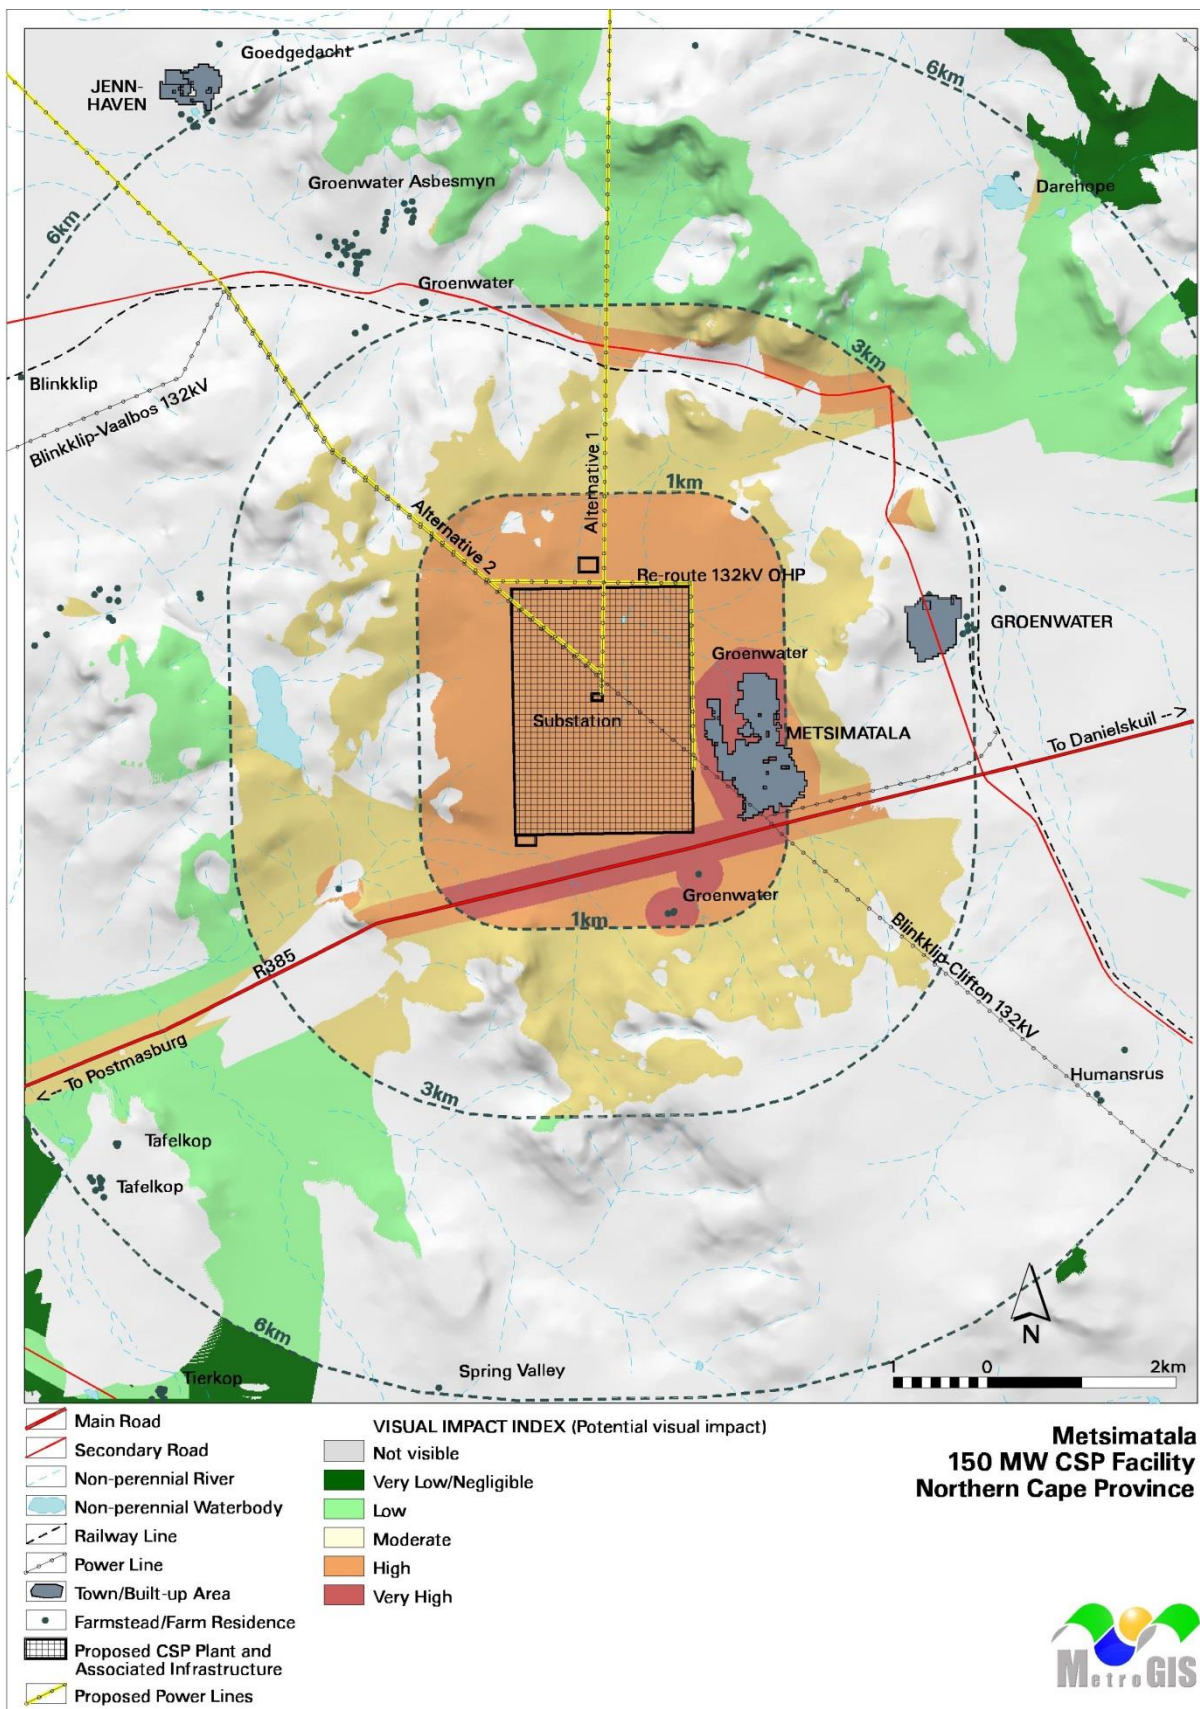 Goedgedacht
JENN-
HAVEN
6km
6km
Groenwater Asbesmyn
Darehope
Groenwater
3km
Blinkklip
Blinkklip-Vaalbos 132kV
1km
Alternative 1
Alternative 2
Re-route 132kV OHP
GROENWATER
Groenwater
Substation
METSIMATALA
To Danielskuil -->
Groenwater
1km
R385
Blinkklip-Clifton 132kV
<-- To Postmasburg
Humansrus
3km
Tafelkop
Tafelkop
6km
N
Spring Valley
Tierkop
1 0 2km
Main Road
Secondary Road
Non-perennial River
Non-perennial Waterbody
Railway Line
Power Line
Town/Built-up Area
Farmstead/Farm Residence
Proposed CSP Plant and
Associated Infrastructure
Proposed Power Lines
VISUAL IMPACT INDEX (Potential visual impact)
Not visible
Very Low/Negligible
Low
Moderate
High
Very High
Metsimatala
150 MW CSP Facility
Northern Cape Province
MetroGIS